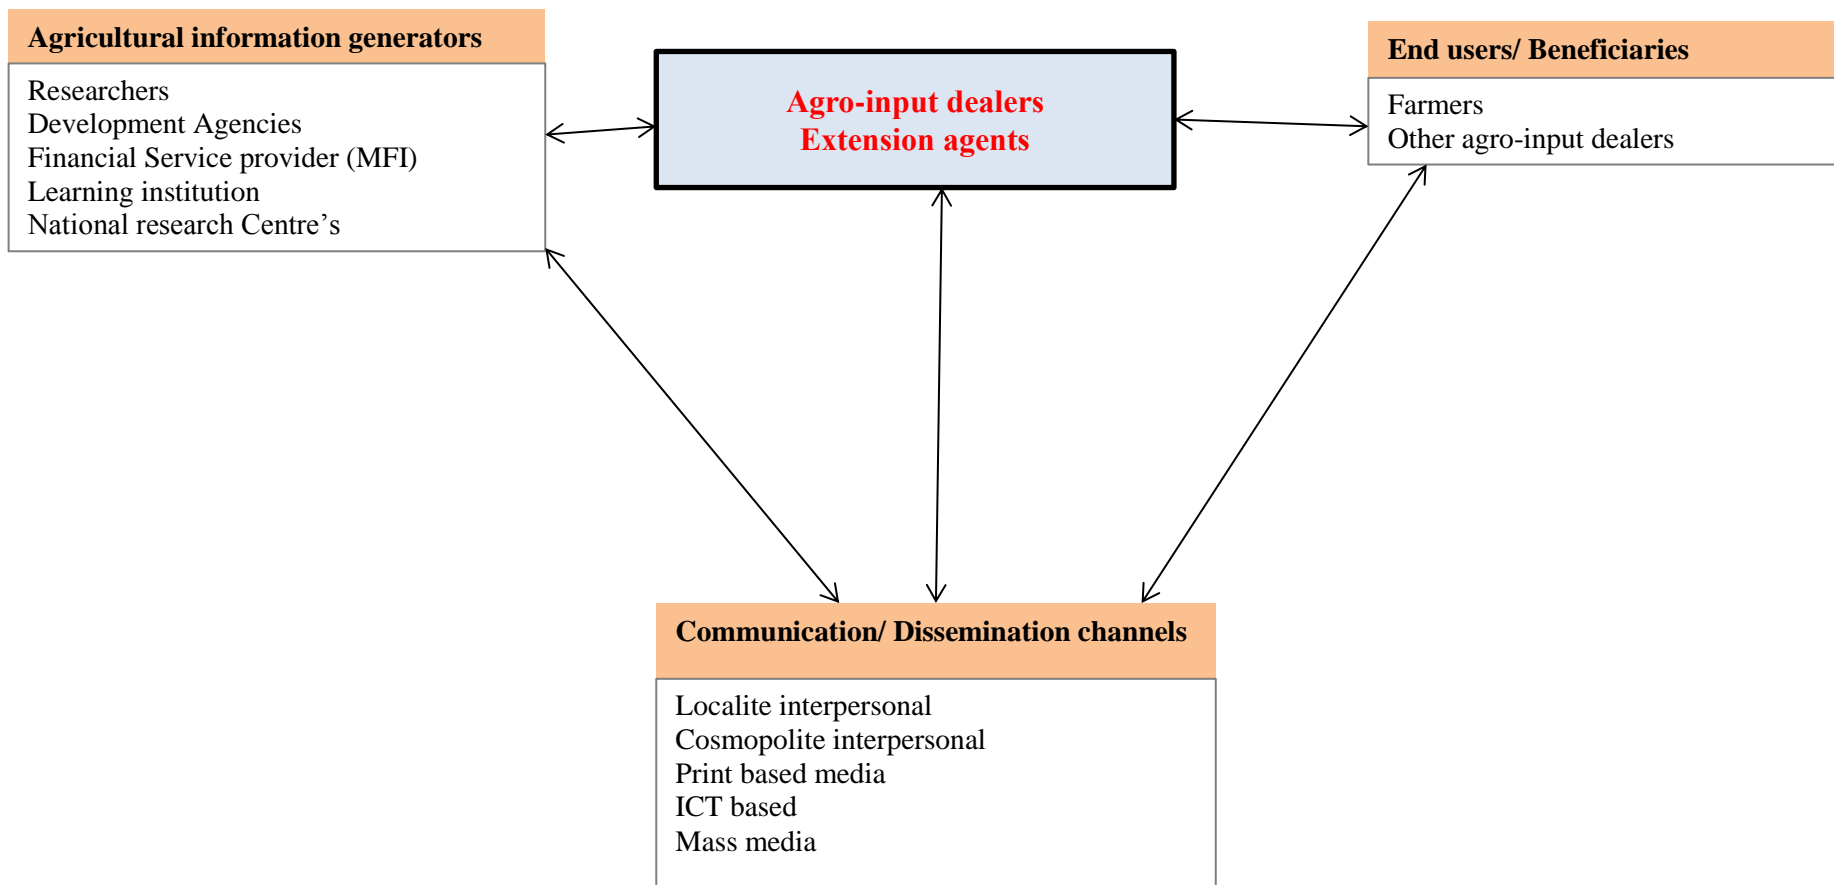 Agricultural information generators
Researchers
Development Agencies
Financial Service provider (MFI)
Learning institution
National research Centre’s
Agro-input dealers
Extension agents
End users/ Beneficiaries
Farmers
Other agro-input dealers
Communication/ Dissemination channels
Localite interpersonal
Cosmopolite interpersonal
Print based media
ICT based
Mass media